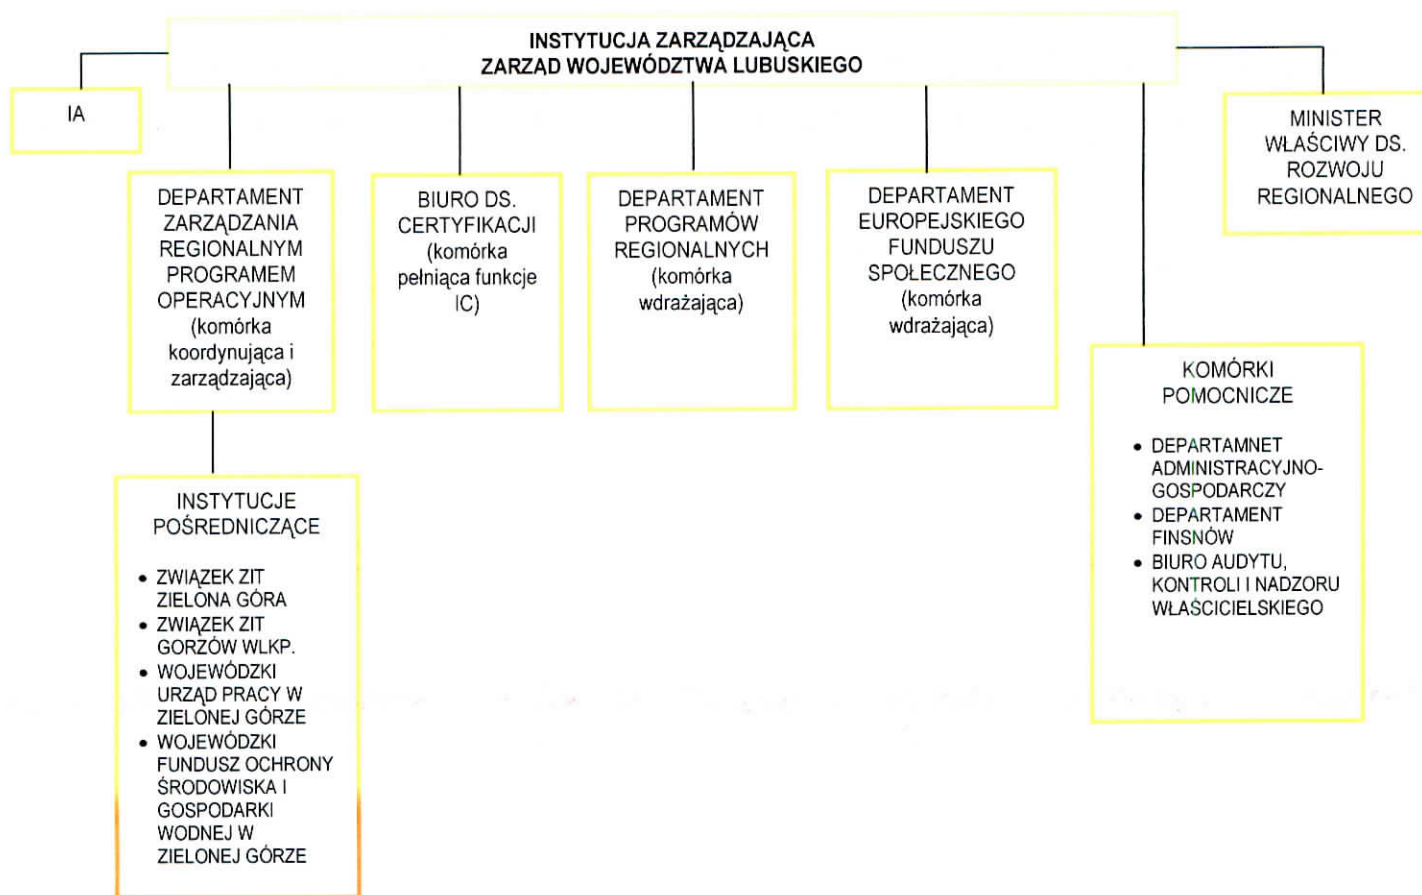 INSTYTUCJA ZARZĄDZAJĄCA
ZARZĄD WOJEWÓDZTWA LUBUSKIEGO
IA
MINISTER
WŁAŚCIWY DS.
ROZWOJU
REGIONALNEGO
DEPARTAMENT
ZARZĄDZANIA
REGIONALNYM
PROGRAMEM
OPERACYJNYM
(komórka
koordynująca i
zarządzająca)
BIURO DS.
CERTYFIKACJI
(komórka
pełniąca funkcje
IC)
DEPARTAMENT
PROGRAMÓW
REGIONALNYCH
(komórka
wdrażająca)
DEPARTAMENT
EUROPEJSKIEGO
FUNDUSZU
SPOŁECZNEGO
(komórka
wdrażająca)
KOMÓRKI
POMOCNICZE
• DEPARTAMNET
ADMINISTRACYJNO-
GOSPODARCZY
• DEPARTAMENT
FINSNÓW
• BIURO AUDYTU,
KONTROLI I NADZORU
WŁAŚCICIELSKIEGO
INSTYTUCJE
POŚREDNICZĄCE
• ZWIĄZEK ZIT
ZIELONA GÓRA
• ZWIĄZEK ZIT
GORZÓW WLKP.
• WOJEWÓDZKI
URZĄD PRACY W
ZIELONEJ GÓRZE
• WOJEWÓDZKI
FUNDUSZ OCHRONY
ŚRODOWISKA I
GOSPODARKI
WODNEJ W
ZIELONEJ GÓRZE